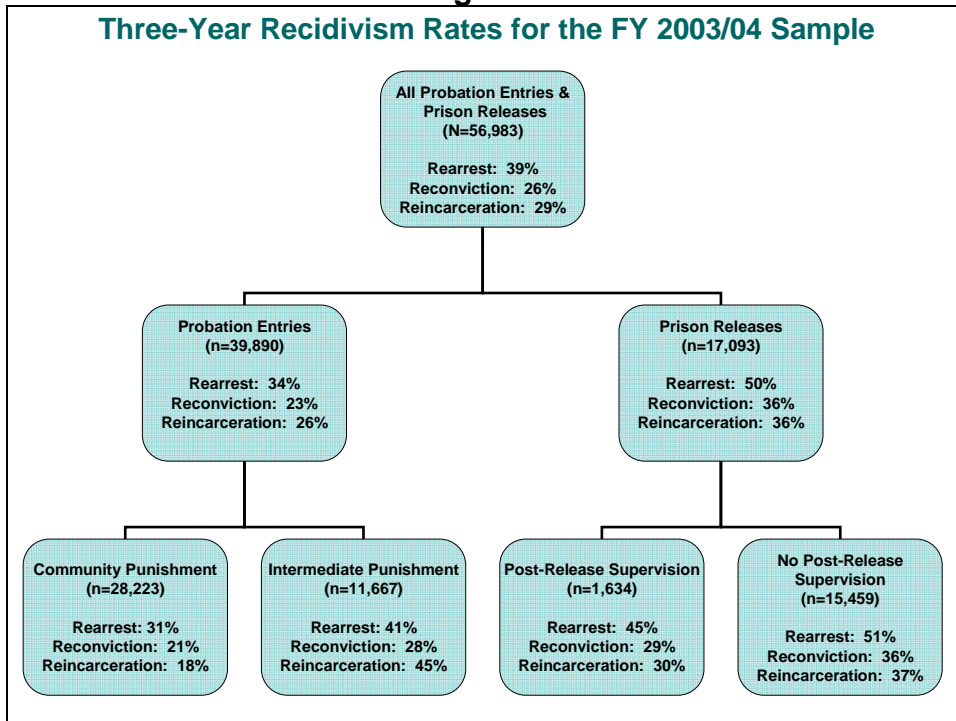 Three-Year Recidivism Rates for the FY 2003/04 Sample
All Probation Entries &
Prison Releases
(N=56,983)
Rearrest: 39%
Reconviction: 26%
Reincarceration: 29%
Probation Entries
(n=39,890)
Rearrest: 34%
Reconviction: 23%
Reincarceration: 26%
Prison Releases
(n=17,093)
Rearrest: 50%
Reconviction: 36%
Reincarceration: 36%
Community Punishment
(n=28,223)
Rearrest: 31%
Reconviction: 21%
Reincarceration: 18%
Intermediate Punishment
(n=11,667)
Rearrest: 41%
Reconviction: 28%
Reincarceration: 45%
Post-Release Supervision
(n=1,634)
Rearrest: 45%
Reconviction: 29%
Reincarceration: 30%
No Post-Release
Supervision
(n=15,459)
Rearrest: 51%
Reconviction: 36%
Reincarceration: 37%